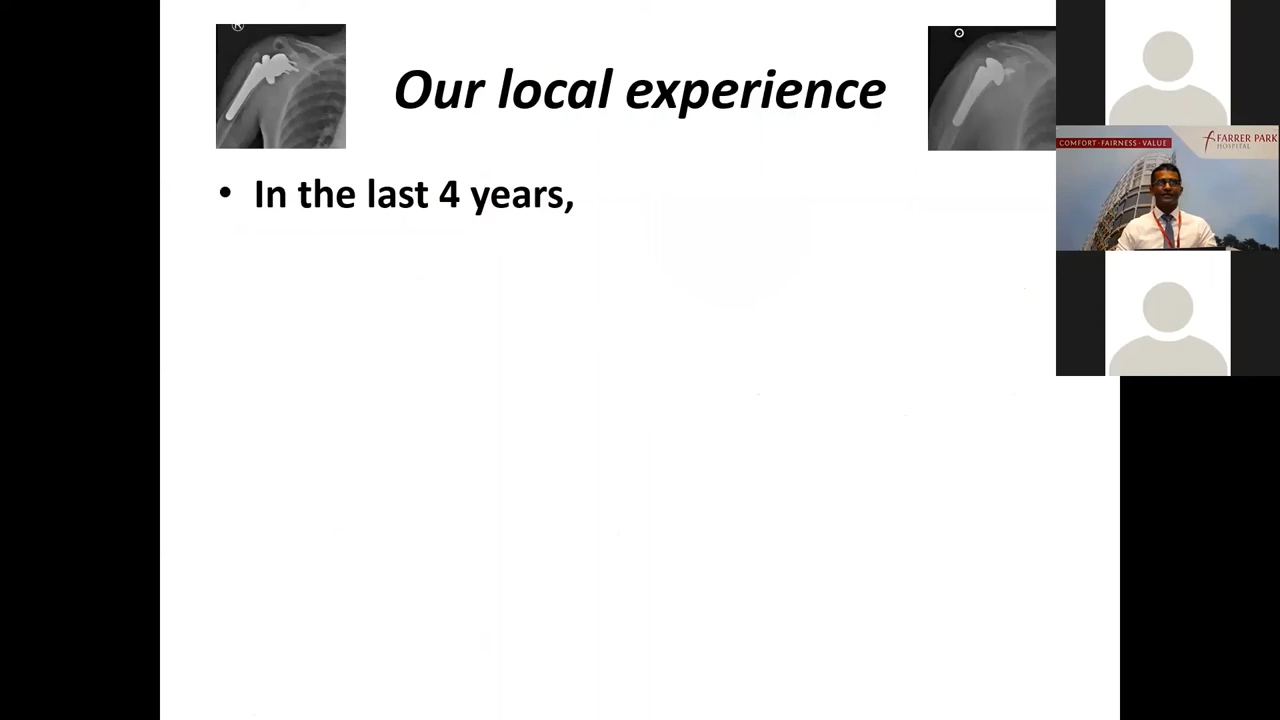 Our local experience
• In the last 4 years,
COMFORT · FAIRNESS · VALUE
FARRER PARK
HOSPITAL
R